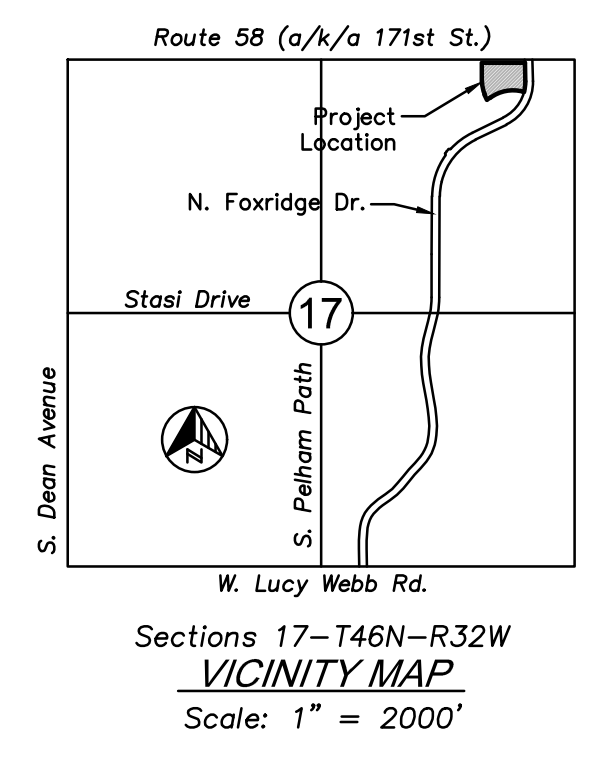 Route 58 (a/k/a 171st St.)
Project
Location
N. Foxridge Dr.
Stasi Drive
17
S. Dean Avenue
S. Pelham Path
N
W. Lucy Webb Rd.
Sections 17-T46N-R32W
VICINITY MAP
Scale: 1" = 2000'